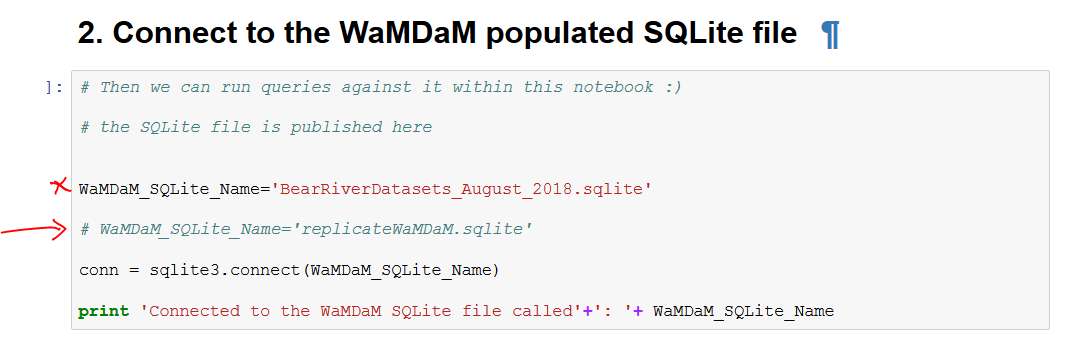 2. Connect to the WaMDaM populated SQLite file ¶
]: # Then we can run queries against it within this notebook :)
# the SQLite file is published here
WaMDaM_SQLite_Name='BearRiverDatasets_August_2018.sqlite'
# WaMDaM_SQLite_Name='replicateWaMDaM.sqlite'
conn = sqlite3.connect(WaMDaM_SQLite_Name)
print 'Connected to the WaMDaM SQLite file called'+': '+ WaMDaM_SQLite_Name